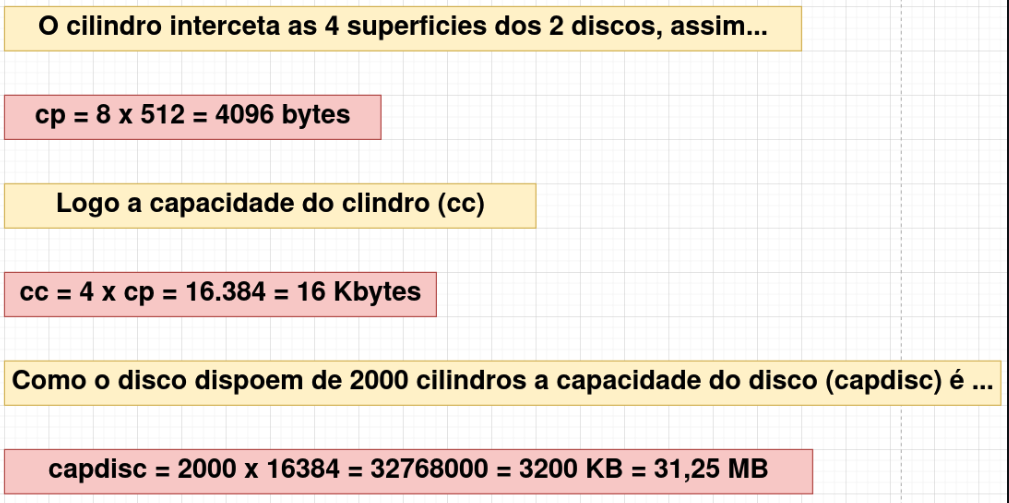 O cilindro interceta as 4 superficies dos 2 discos, assim...
cp = 8 x 512 = 4096 bytes
Logo a capacidade do clindro (cc)
cc = 4 x cp = 16.384 = 16 Kbytes
Como o disco dispoem de 2000 cilindros a capacidade do disco (capdisc) é ...
capdisc = 2000 x 16384 = 32768000 = 3200 KB = 31,25 MB